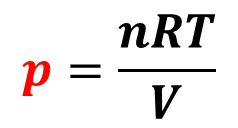 p = nRT / V